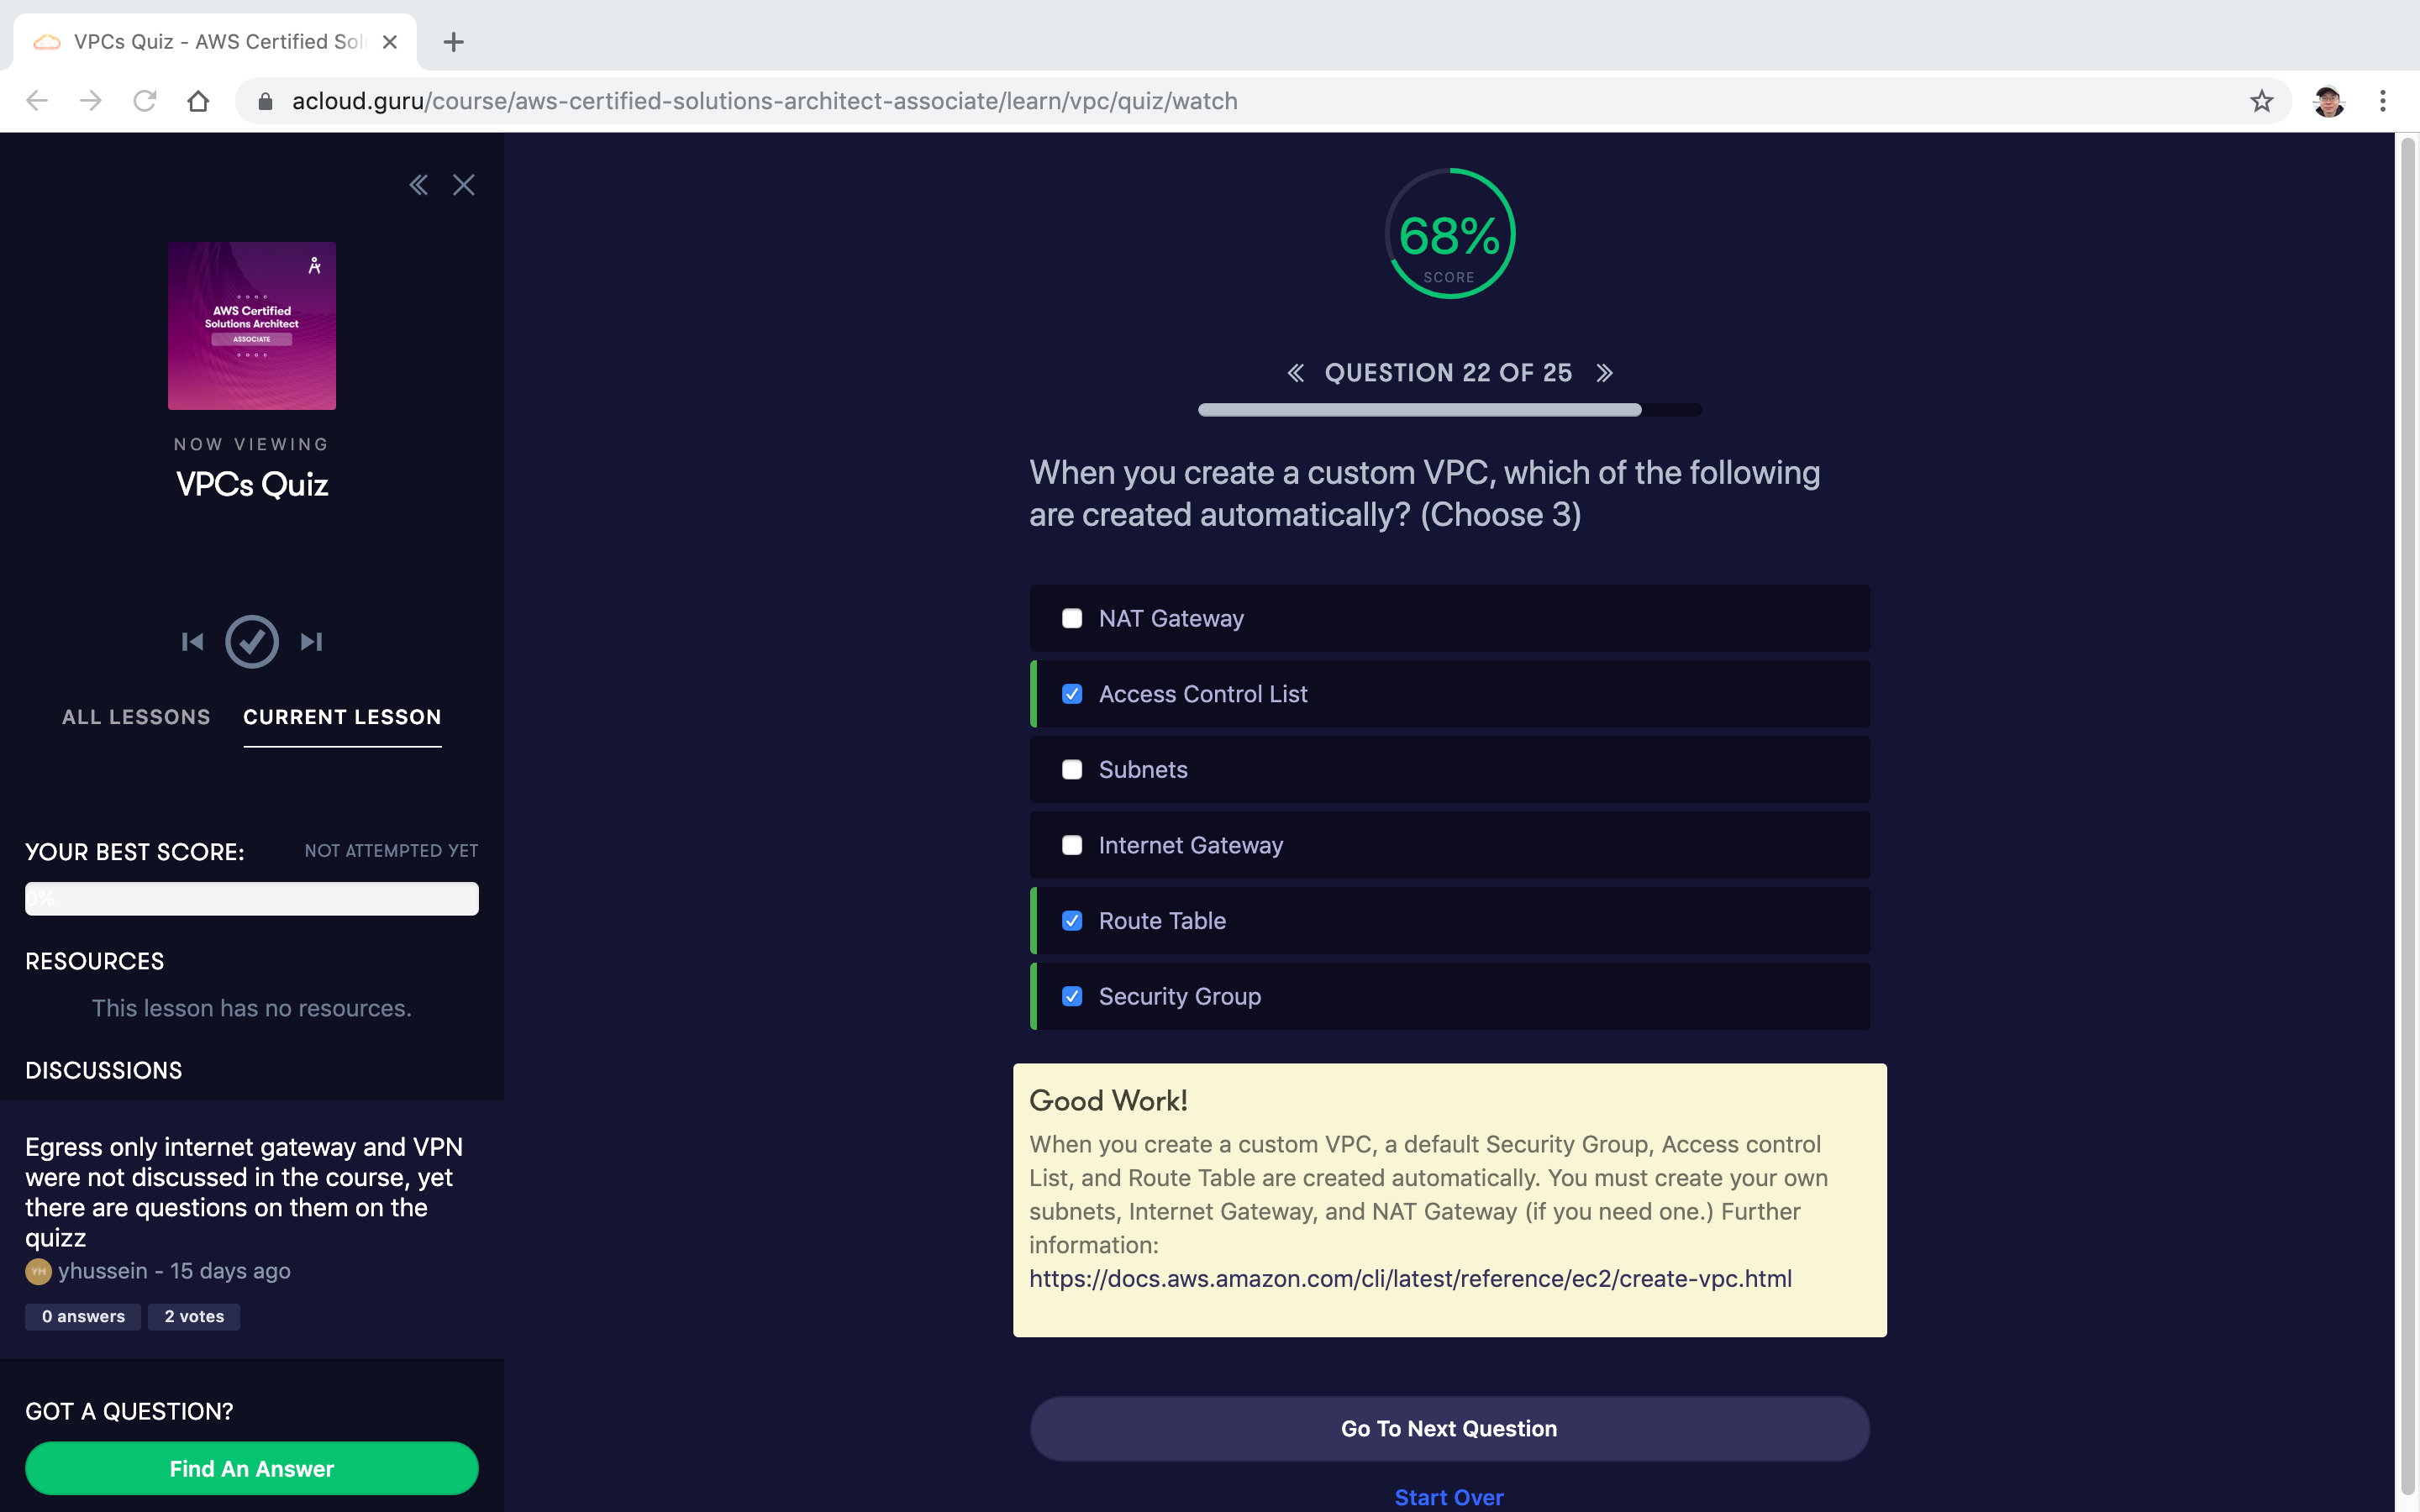 VPCs Quiz - AWS Certified Sol
acloud.guru/course/aws-certified-solutions-architect-associate/learn/vpc/quiz/watch
AWS Certified
Solutions Architect
ASSOCIATE
NOW VIEWING
VPCs Quiz
ALL LESSONS
CURRENT LESSON
YOUR BEST SCORE:
NOT ATTEMPTED YET
0%
RESOURCES
This lesson has no resources.
DISCUSSIONS
Egress only internet gateway and VPN
were not discussed in the course, yet
there are questions on them on the
quizz
YH
yhussein - 15 days ago
0 answers
2 votes
GOT A QUESTION?
Find An Answer
68%
SCORE
QUESTION 22 OF 25
When you create a custom VPC, which of the following
are created automatically? (Choose 3)
NAT Gateway
Access Control List
Subnets
Internet Gateway
Route Table
Security Group
Good Work!
When you create a custom VPC, a default Security Group, Access control
List, and Route Table are created automatically. You must create your own
subnets, Internet Gateway, and NAT Gateway (if you need one.) Further
information:
https://docs.aws.amazon.com/cli/latest/reference/ec2/create-vpc.html
Go To Next Question
Start Over